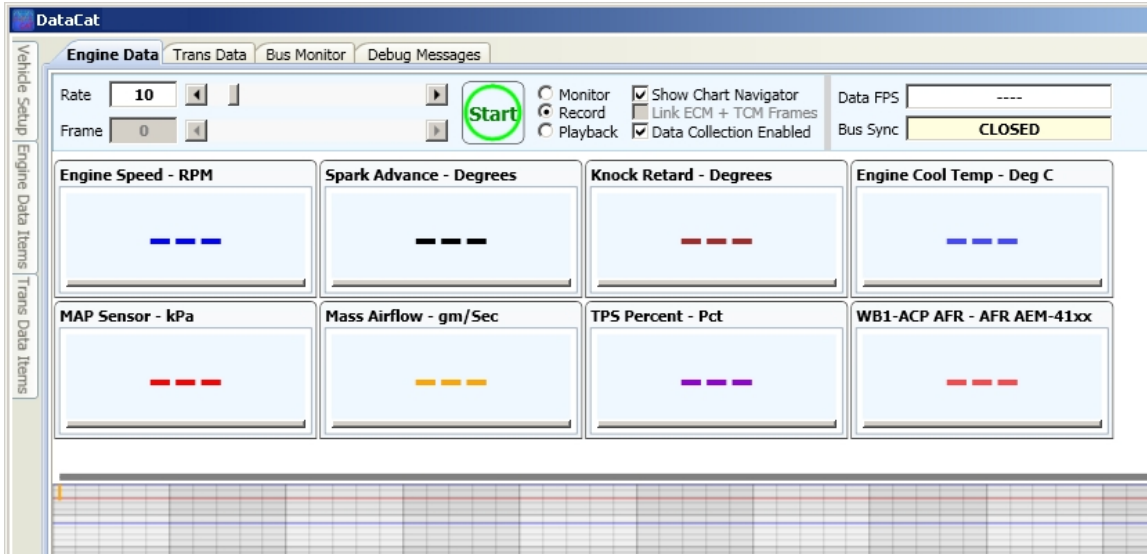 DataCat
Vehicle Setup
Engine Data Items
Trans Data Items
Engine Data Trans Data Bus Monitor Debug Messages
Rate 10
Frame 0
Start
Monitor
Record
Playback
Show Chart Navigator
Link ECM + TCM Frames
Data Collection Enabled
Data FPS ----
Bus Sync CLOSED
Engine Speed - RPM
---
Spark Advance - Degrees
---
Knock Retard - Degrees
---
Engine Cool Temp - Deg C
---
MAP Sensor - kPa
---
Mass Airflow - gm/Sec
---
TPS Percent - Pct
---
WB1-ACP AFR - AFR AEM-41xx
---